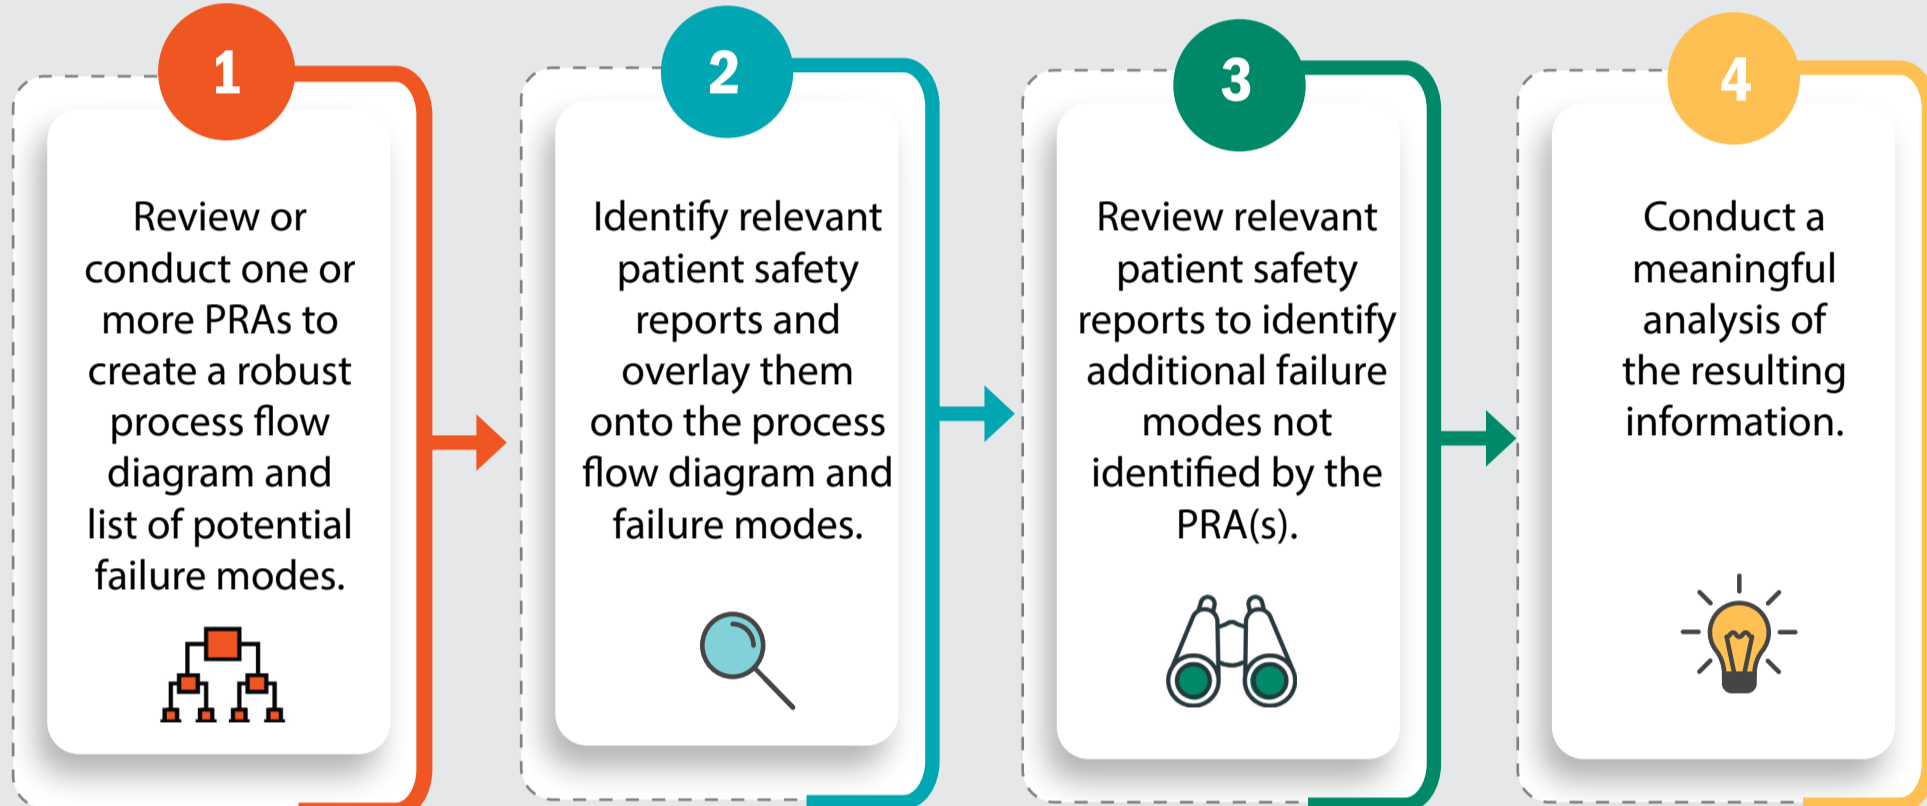 1
Review or
conduct one or
more PRAs to
create a robust
process flow
diagram and
list of potential
failure modes.
2
Identify relevant
patient safety
reports and
overlay them
onto the process
flow diagram and
failure modes.
3
Review relevant
patient safety
reports to identify
additional failure
modes not
identified by the
PRA(s).
4
Conduct a
meaningful
analysis of
the resulting
information.